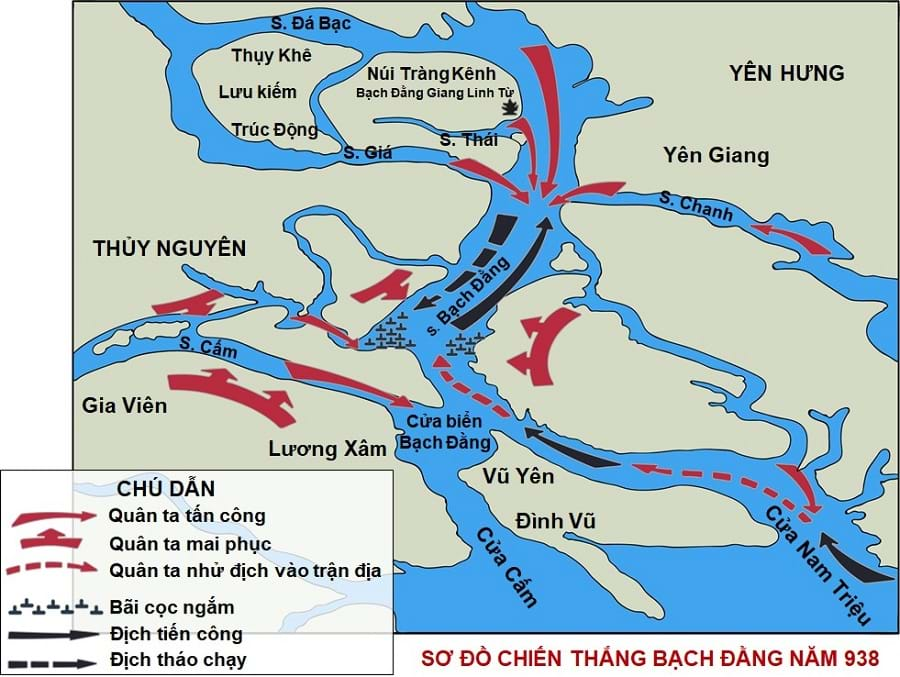 S. Đá Bạc
Thụy Khê
Núi Tràng Kênh
Bạch Đằng Giang Linh Từ
YÊN HƯNG
Lưu kiếm
Trúc Động
S. Thái
S. Giá
Yên Giang
S. Chanh
THỦY NGUYÊN
s. Bạch Đằng
S. Cấm
Gia Viên
Cửa biển
Bạch Đằng
Lương Xâm
Vũ Yên
Đình Vũ
Cửa Cấm
Cửa Nam Triệu
CHÚ DẪN
Quân ta tấn công
Quân ta mai phục
Quân ta nhử địch vào trận địa
Bãi cọc ngầm
Địch tiến công
Địch tháo chạy
SƠ ĐỒ CHIẾN THẮNG BẠCH ĐẰNG NĂM 938